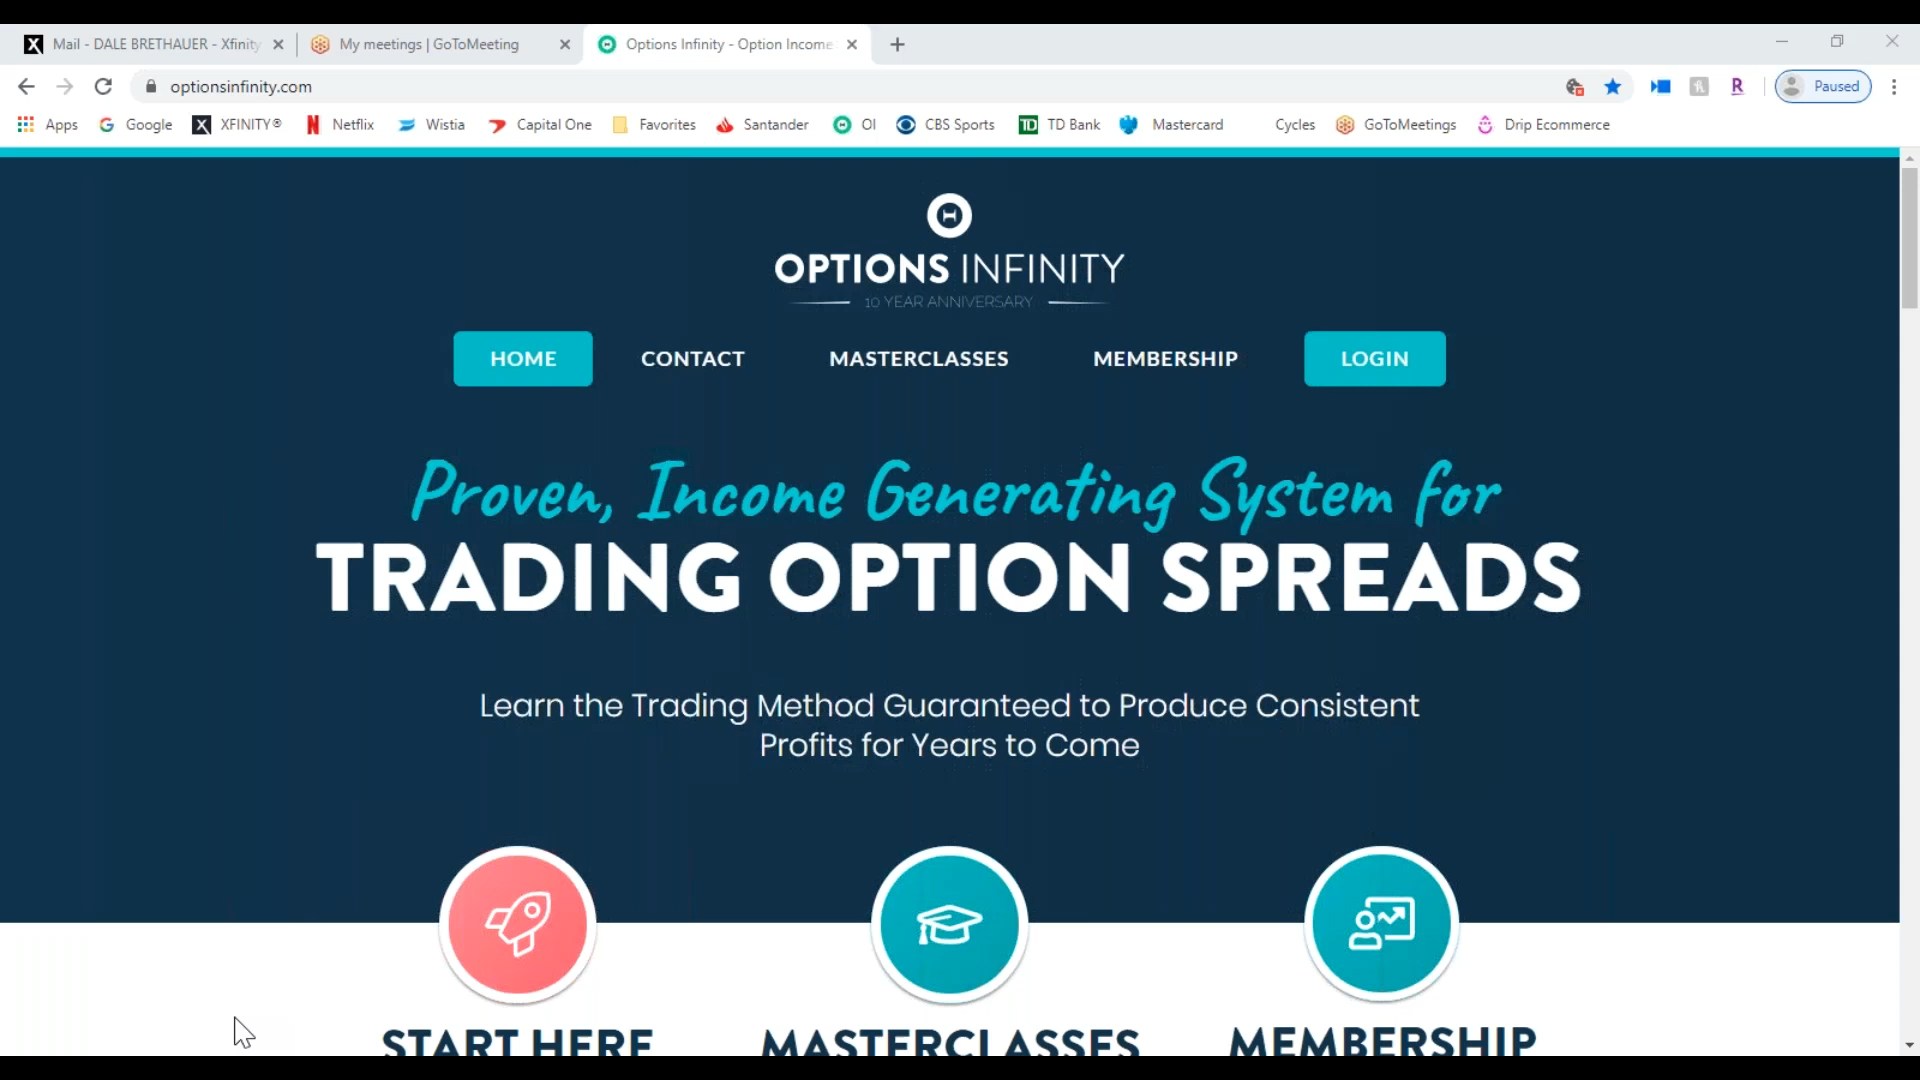 Mail - DALE BRETHAUER - Xfinity
My meetings | GoToMeeting
Options Infinity - Option Income
optionsinfinity.com
Paused
Apps Google XFINITY® Netflix Wistia Capital One Favorites Santander OI CBS Sports TD Bank Mastercard Cycles GoToMeetings Drip Ecommerce
OPTIONS INFINITY
10 YEAR ANNIVERSARY
HOME CONTACT MASTERCLASSES MEMBERSHIP LOGIN
Proven, Income Generating System for
TRADING OPTION SPREADS
Learn the Trading Method Guaranteed to Produce Consistent
Profits for Years to Come
START HERE MASTERCLASSES MEMBERSHIP